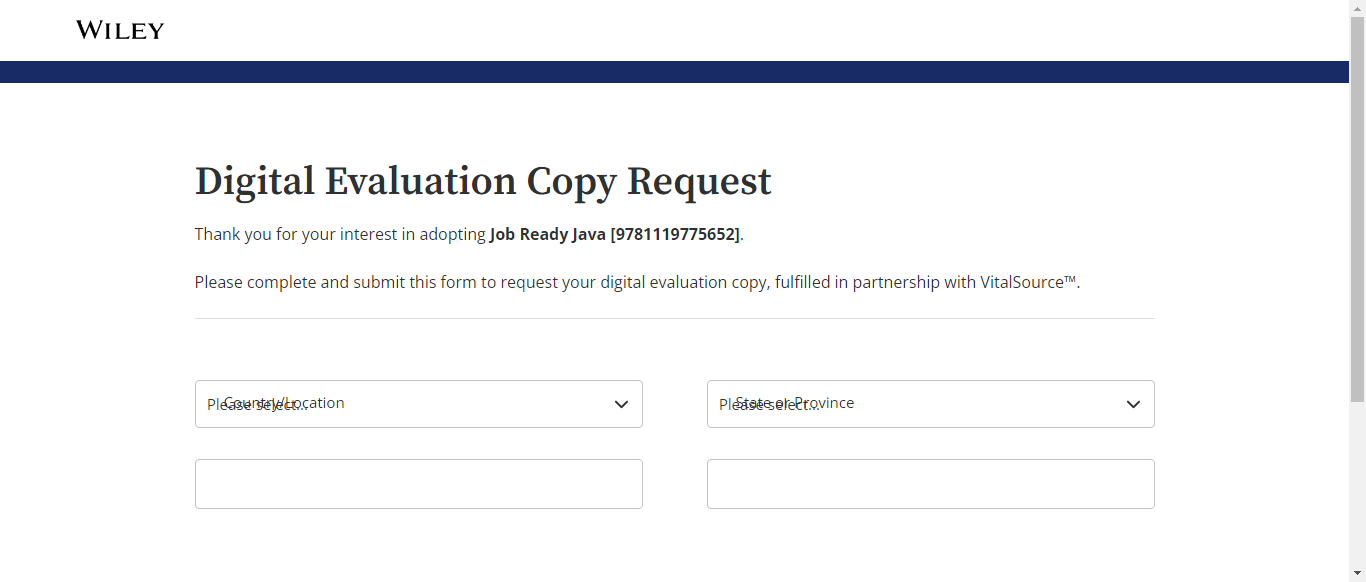 WILEY
Digital Evaluation Copy Request
Thank you for your interest in adopting Job Ready Java [9781119775652].
Please complete and submit this form to request your digital evaluation copy, fulfilled in partnership with VitalSource™.
Please select...
Country/Location
Please select...
State or Province